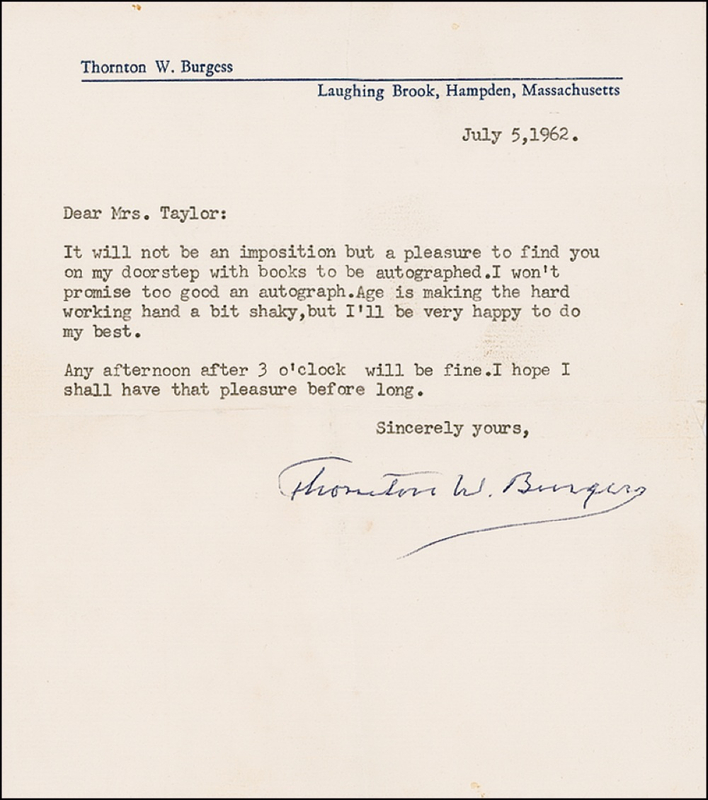 Thornton W. Burgess
Laughing Brook, Hampden, Massachusetts
July 5,1962.
Dear Mrs. Taylor:
It will not be an imposition but a pleasure to find you
on my doorstep with books to be autographed.I won't
promise too good an autograph.Age is making the hard
working hand a bit shaky,but I'll be very happy to do
my best.
Any afternoon after 3 o'clock  will be fine.I hope I
shall have that pleasure before long.
Sincerely yours,
Thornton W. Burgess